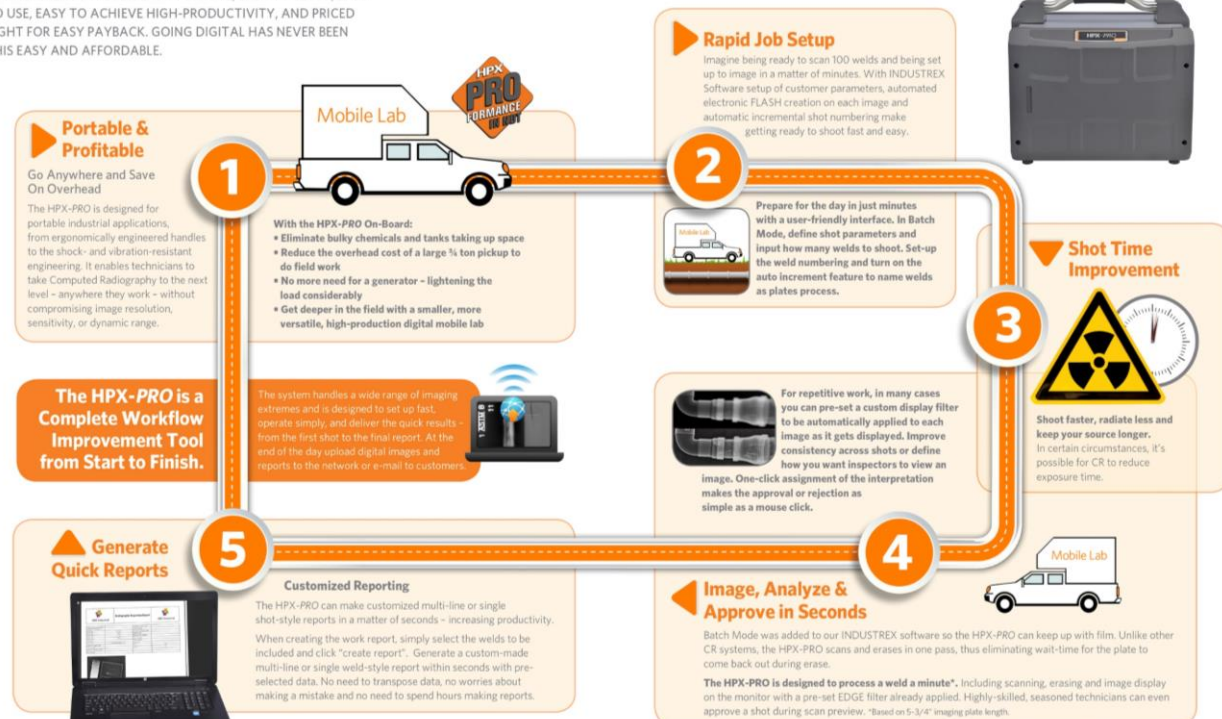 USE, EASY TO ACHIEVE HIGH-PRODUCTIVITY, AND PRICED
FOR EASY PAYBACK. GOING DIGITAL HAS NEVER BEEN
EASY AND AFFORDABLE.
Portable &
Profitable
Go Anywhere and Save
On Overhead
The HPX-PRO is designed for
portable industrial applications,
from ergonomically engineered handles
to the shock- and vibration-resistant
engineering. It enables technicians to
take Computed Radiography to the next
level – anywhere they work – without
compromising image resolution,
sensitivity, or dynamic range.
1
Mobile Lab
HPX
PRO
FORMANCE
IN NDT
With the HPX-PRO On-Board:
• Eliminate bulky chemicals and tanks taking up space
• Reduce the overhead cost of a large ¾ ton pickup to
do field work
• No more need for a generator – lightening the
load considerably
• Get deeper in the field with a smaller, more
versatile, high-production digital mobile lab
Rapid Job Setup
Imagine being ready to scan 100 welds and being set
up to image in a matter of minutes. With INDUSTREX
Software setup of customer parameters, automated
electronic FLASH creation on each image and
automatic incremental shot numbering make
getting ready to shoot fast and easy.
2
Mobile Lab
Prepare for the day in just minutes
with a user-friendly interface. In Batch
Mode, define shot parameters and
input how many welds to shoot. Set-up
the weld numbering and turn on the
auto increment feature to name welds
as plates process.
HPX-PRO
Shot Time
Improvement
3
Shoot faster, radiate less and
keep your source longer.
In certain circumstances, it's
possible for CR to reduce
exposure time.
The HPX-PRO is a
Complete Workflow
Improvement Tool
from Start to Finish.
The system handles a wide range of imaging
extremes and is designed to set up fast,
operate simply, and deliver the quick results –
from the first shot to the final report. At the
end of the day upload digital images and
reports to the network or e-mail to customers.
For repetitive work, in many cases
you can pre-set a custom display filter
to be automatically applied to each
image as it gets displayed. Improve
consistency across shots or define
how you want inspectors to view an
image. One-click assignment of the interpretation
makes the approval or rejection as
simple as a mouse click.
4
Mobile Lab
Image, Analyze &
Approve in Seconds
Batch Mode was added to our INDUSTREX software so the HPX-PRO can keep up with film. Unlike other
CR systems, the HPX-PRO scans and erases in one pass, thus eliminating wait-time for the plate to
come back out during erase.
The HPX-PRO is designed to process a weld a minute*. Including scanning, erasing and image display
on the monitor with a pre-set EDGE filter already applied. Highly-skilled, seasoned technicians can even
approve a shot during scan preview. *Based on 5-3/4" imaging plate length.
Generate
Quick Reports
5
Customized Reporting
The HPX-PRO can make customized multi-line or single
shot-style reports in a matter of seconds – increasing productivity.
When creating the work report, simply select the welds to be
included and click "create report". Generate a custom-made
multi-line or single weld-style report within seconds with pre-
selected data. No need to transpose data, no worries about
making a mistake and no need to spend hours making reports.